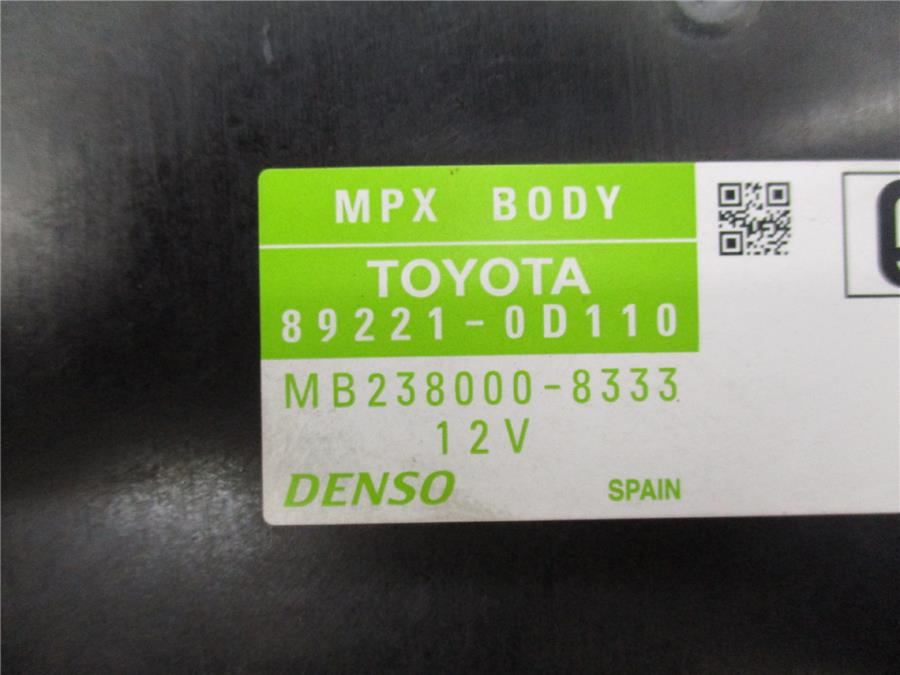 MPX BODY
TOYOTA
89221-0D110
MB238000-8333
12V
DENSO SPAIN